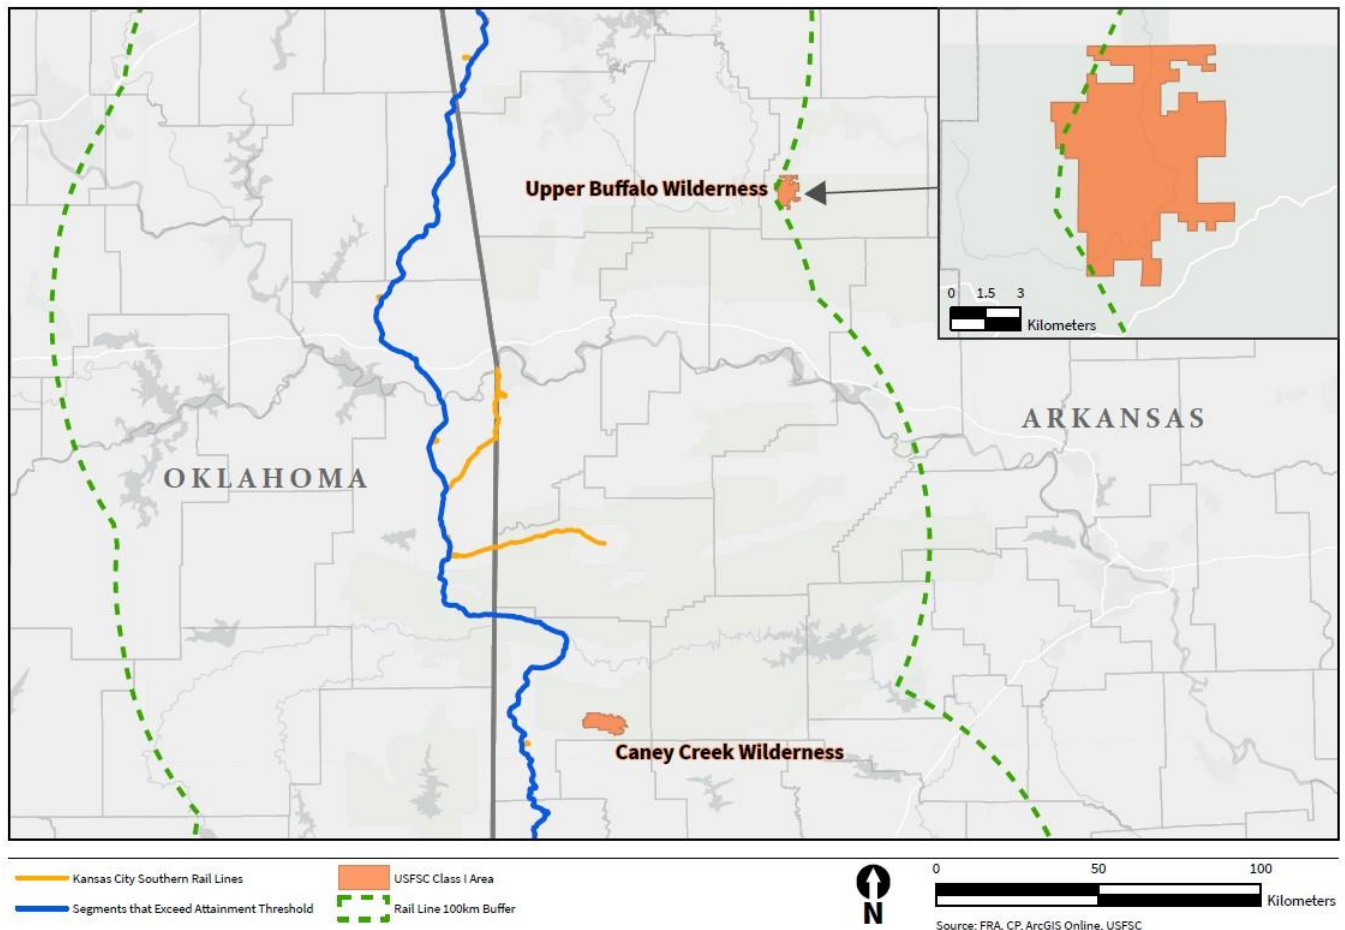 Upper Buffalo Wilderness
0 1.5 3
Kilometers
ARKANSAS
OKLAHOMA
Caney Creek Wilderness
Kansas City Southern Rail Lines
Segments that Exceed Attainment Threshold
USFSC Class I Area
Rail Line 100km Buffer
N
0 50 100
Kilometers
Source: FRA, CP, ArcGIS Online, USFSC